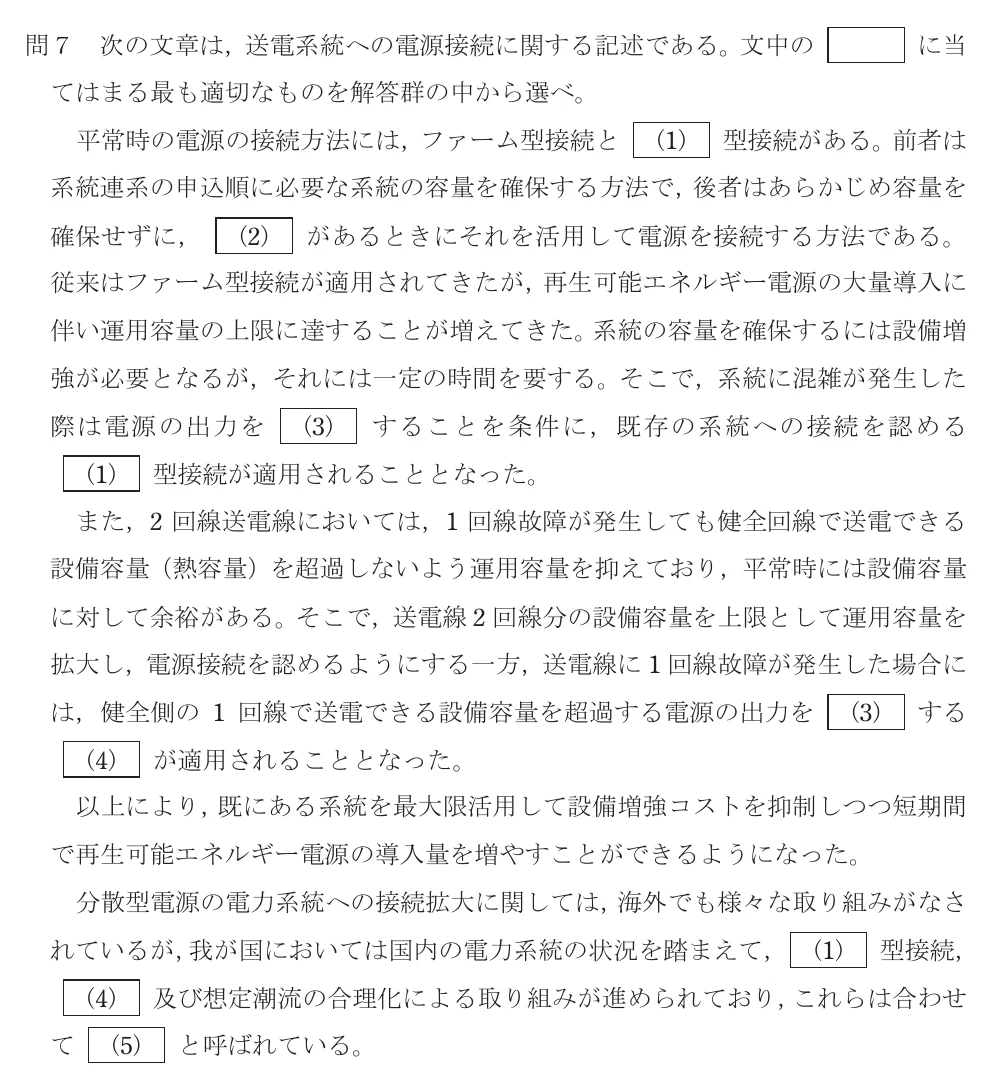 問7　次の文章は，送電系統への電源接続に関する記述である。文中の　　　に当
てはまる最も適切なものを解答群の中から選べ。
平常時の電源の接続方法には，ファーム型接続と (1) 型接続がある。前者は
系統連系の申込順に必要な系統の容量を確保する方法で，後者はあらかじめ容量を
確保せずに， (2) があるときにそれを活用して電源を接続する方法である。
従来はファーム型接続が適用されてきたが，再生可能エネルギー電源の大量導入に
伴い運用容量の上限に達することが増えてきた。系統の容量を確保するには設備増
強が必要となるが，それには一定の時間を要する。そこで，系統に混雑が発生した
際は電源の出力を (3) することを条件に，既存の系統への接続を認める
(1) 型接続が適用されることとなった。
また，2 回線送電線においては，1 回線故障が発生しても健全回線で送電できる
設備容量（熱容量）を超過しないよう運用容量を抑えており，平常時には設備容量
に対して余裕がある。そこで，送電線 2 回線分の設備容量を上限として運用容量を
拡大し，電源接続を認めるようにする一方，送電線に 1 回線故障が発生した場合に
は，健全側の 1 回線で送電できる設備容量を超過する電源の出力を (3) する
(4) が適用されることとなった。
以上により，既にある系統を最大限活用して設備増強コストを抑制しつつ短期間
で再生可能エネルギー電源の導入量を増やすことができるようになった。
分散型電源の電力系統への接続拡大に関しては，海外でも様々な取り組みがなさ
れているが，我が国においては国内の電力系統の状況を踏まえて， (1) 型接続，
(4) 及び想定潮流の合理化による取り組みが進められており，これらは合わせ
て (5) と呼ばれている。